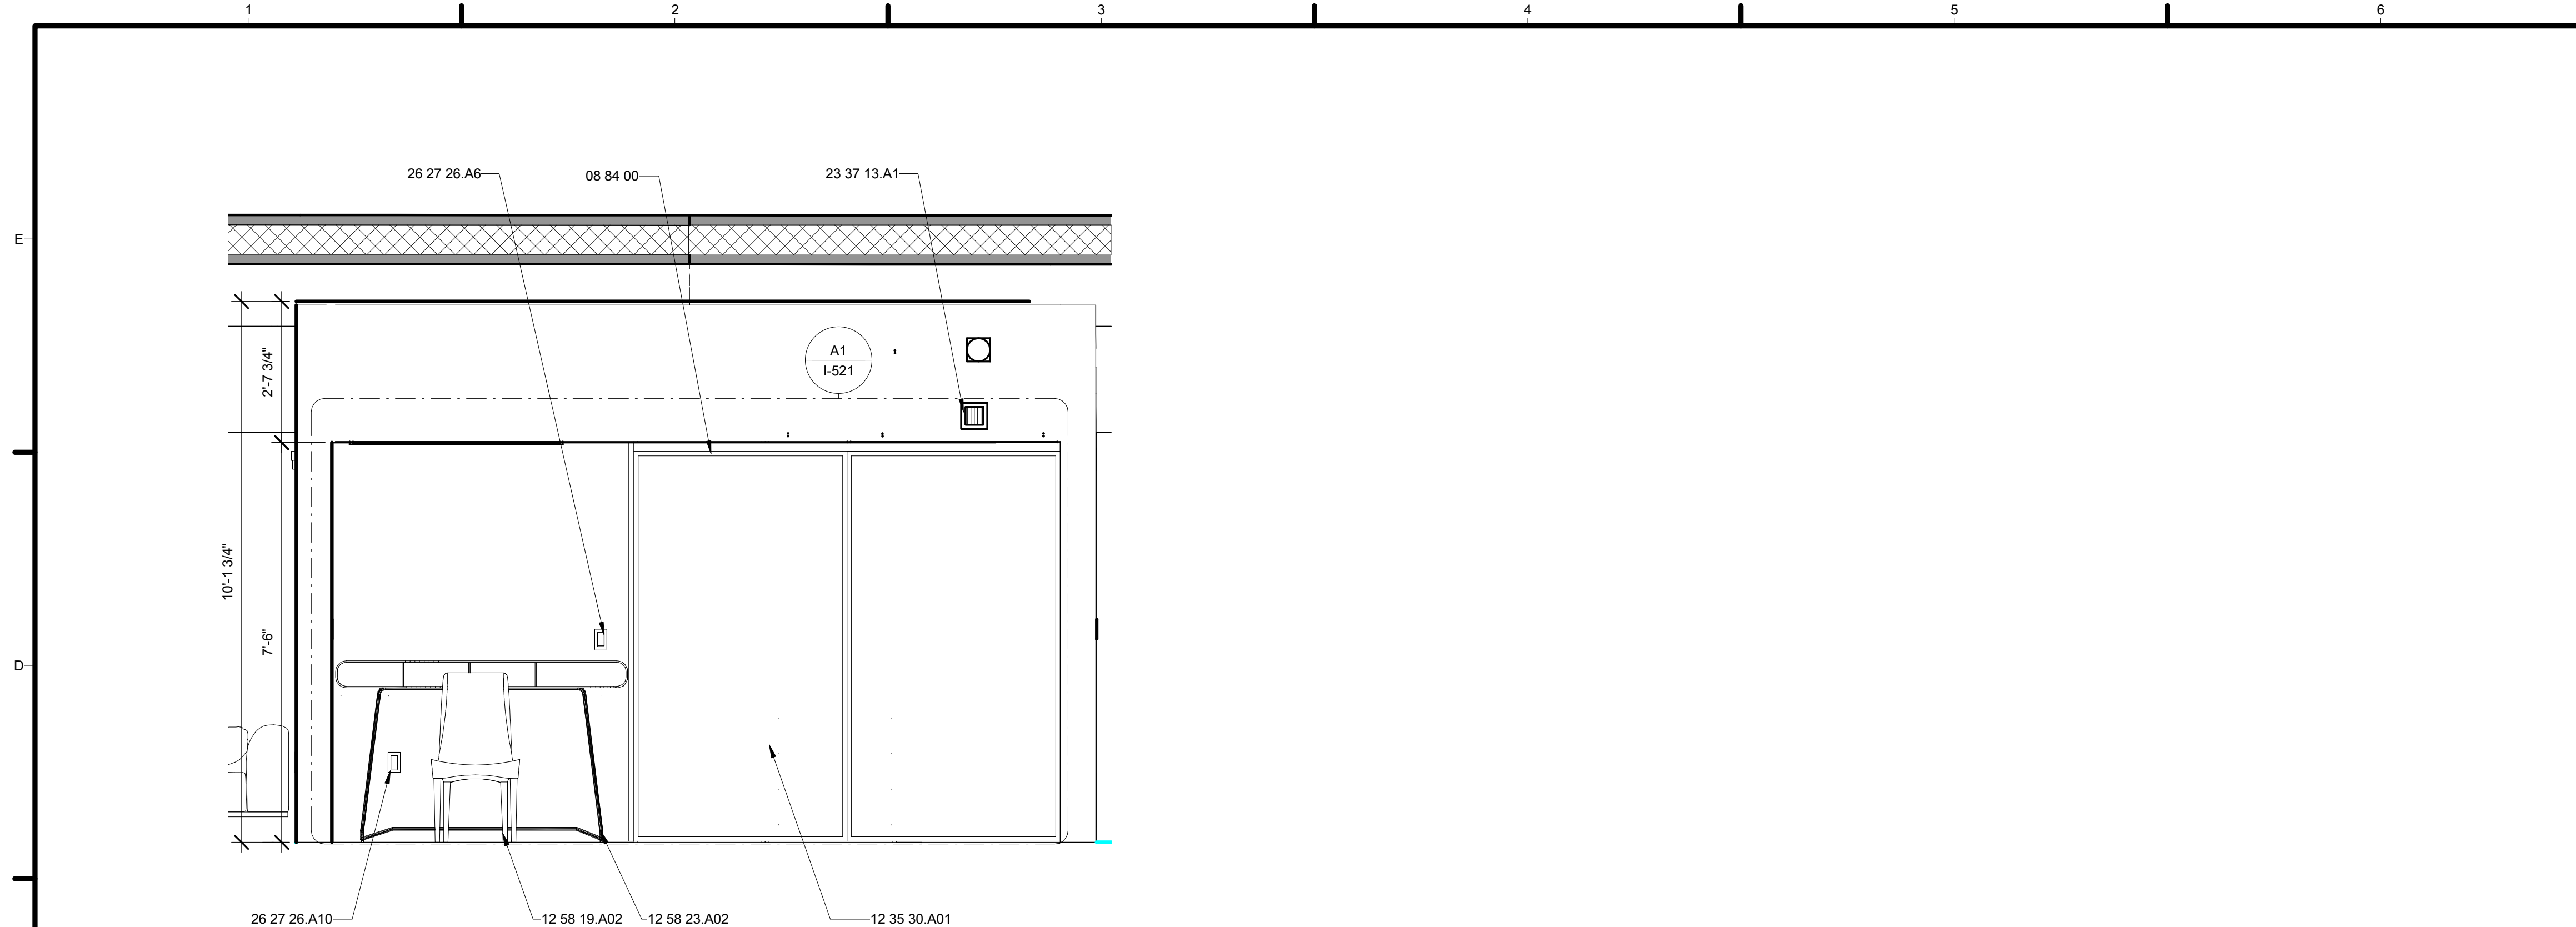 1 2 3 4 5 6
26 27 26.A6 08 84 00 23 37 13.A1
E
A1
I-521
2'-7 3/4"
10'-1 3/4"
7'-6"
D
26 27 26.A10 12 58 19.A02 12 58 23.A02 12 35 30.A01